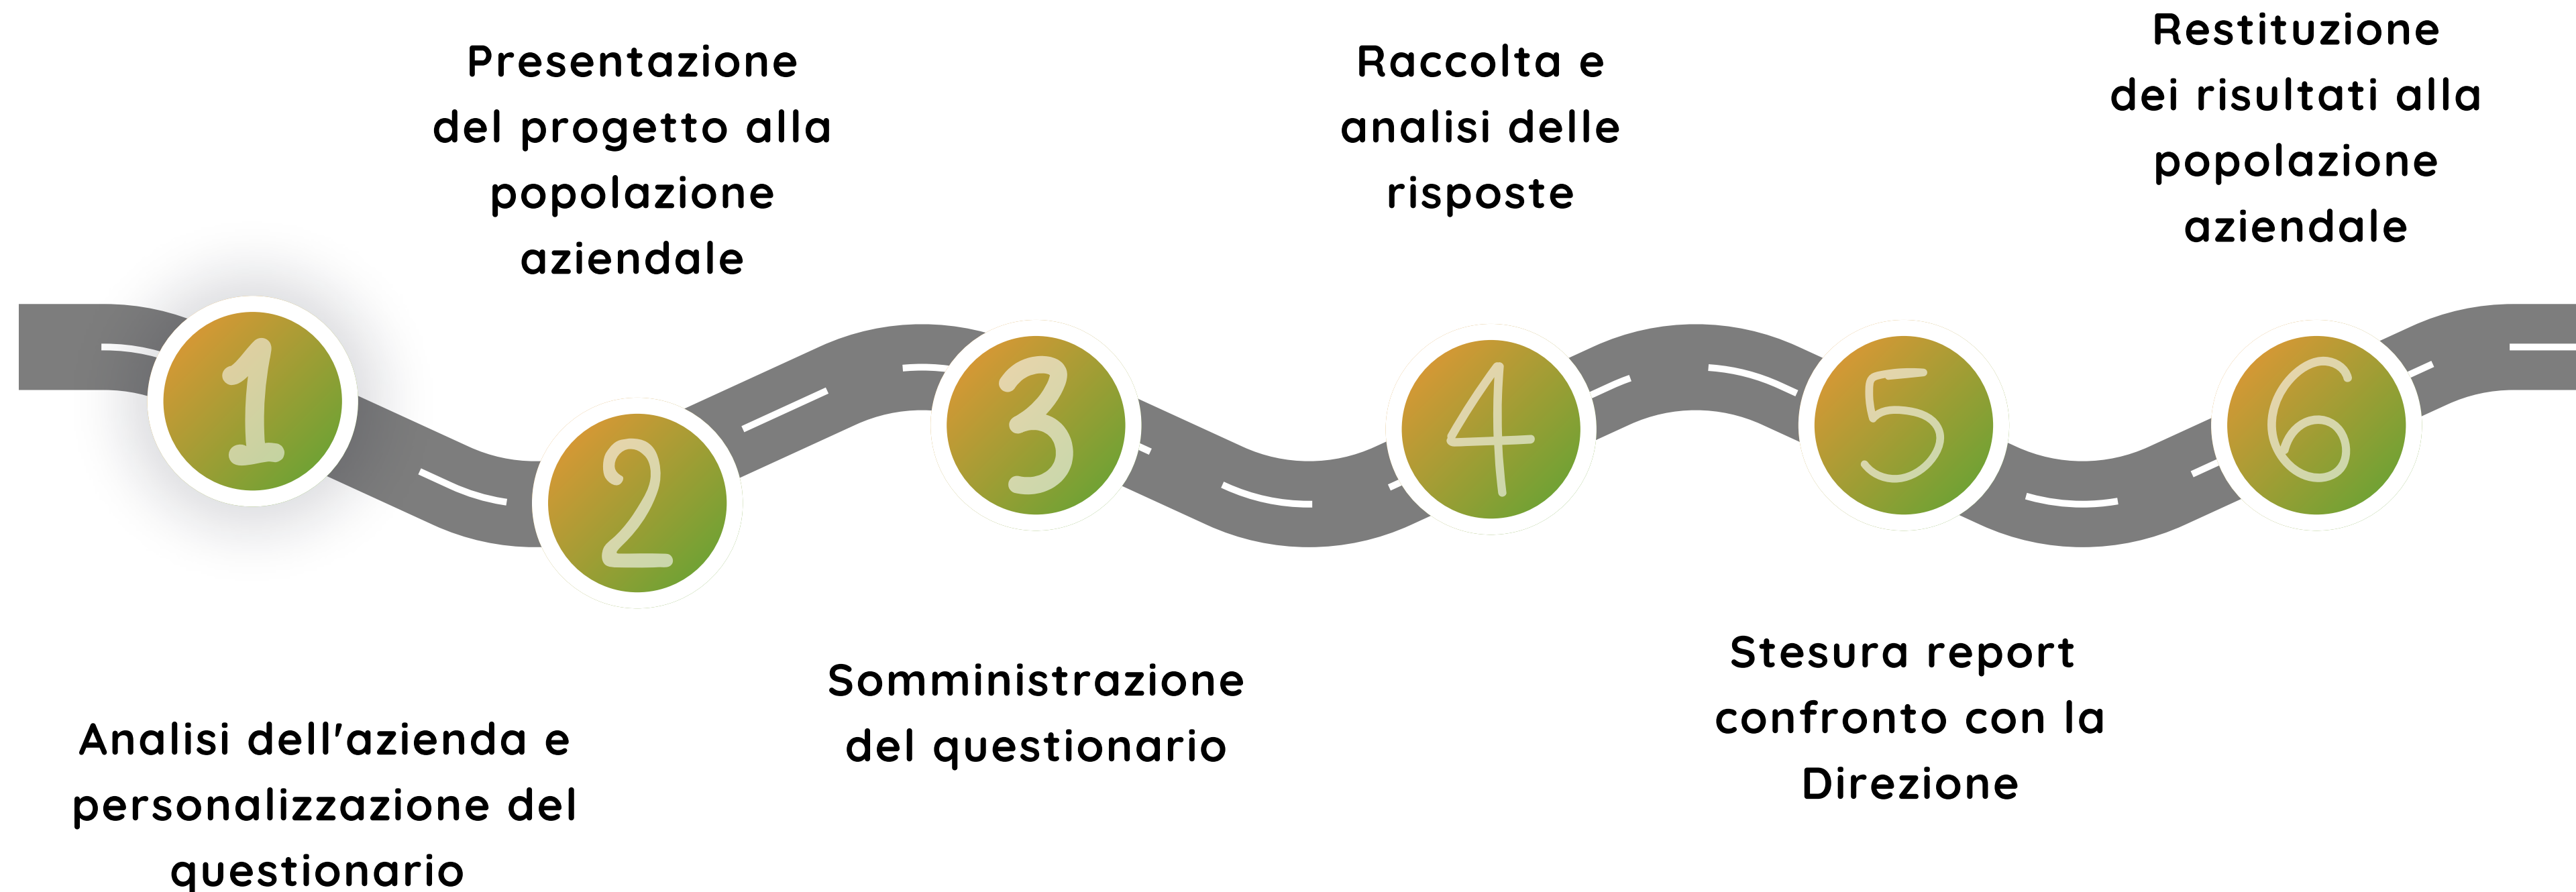 1
Analisi dell'azienda e
personalizzazione del
questionario
2
Presentazione
del progetto alla
popolazione
aziendale
3
Somministrazione
del questionario
4
Raccolta e
analisi delle
risposte
5
Stesura report
confronto con la
Direzione
6
Restituzione
dei risultati alla
popolazione
aziendale